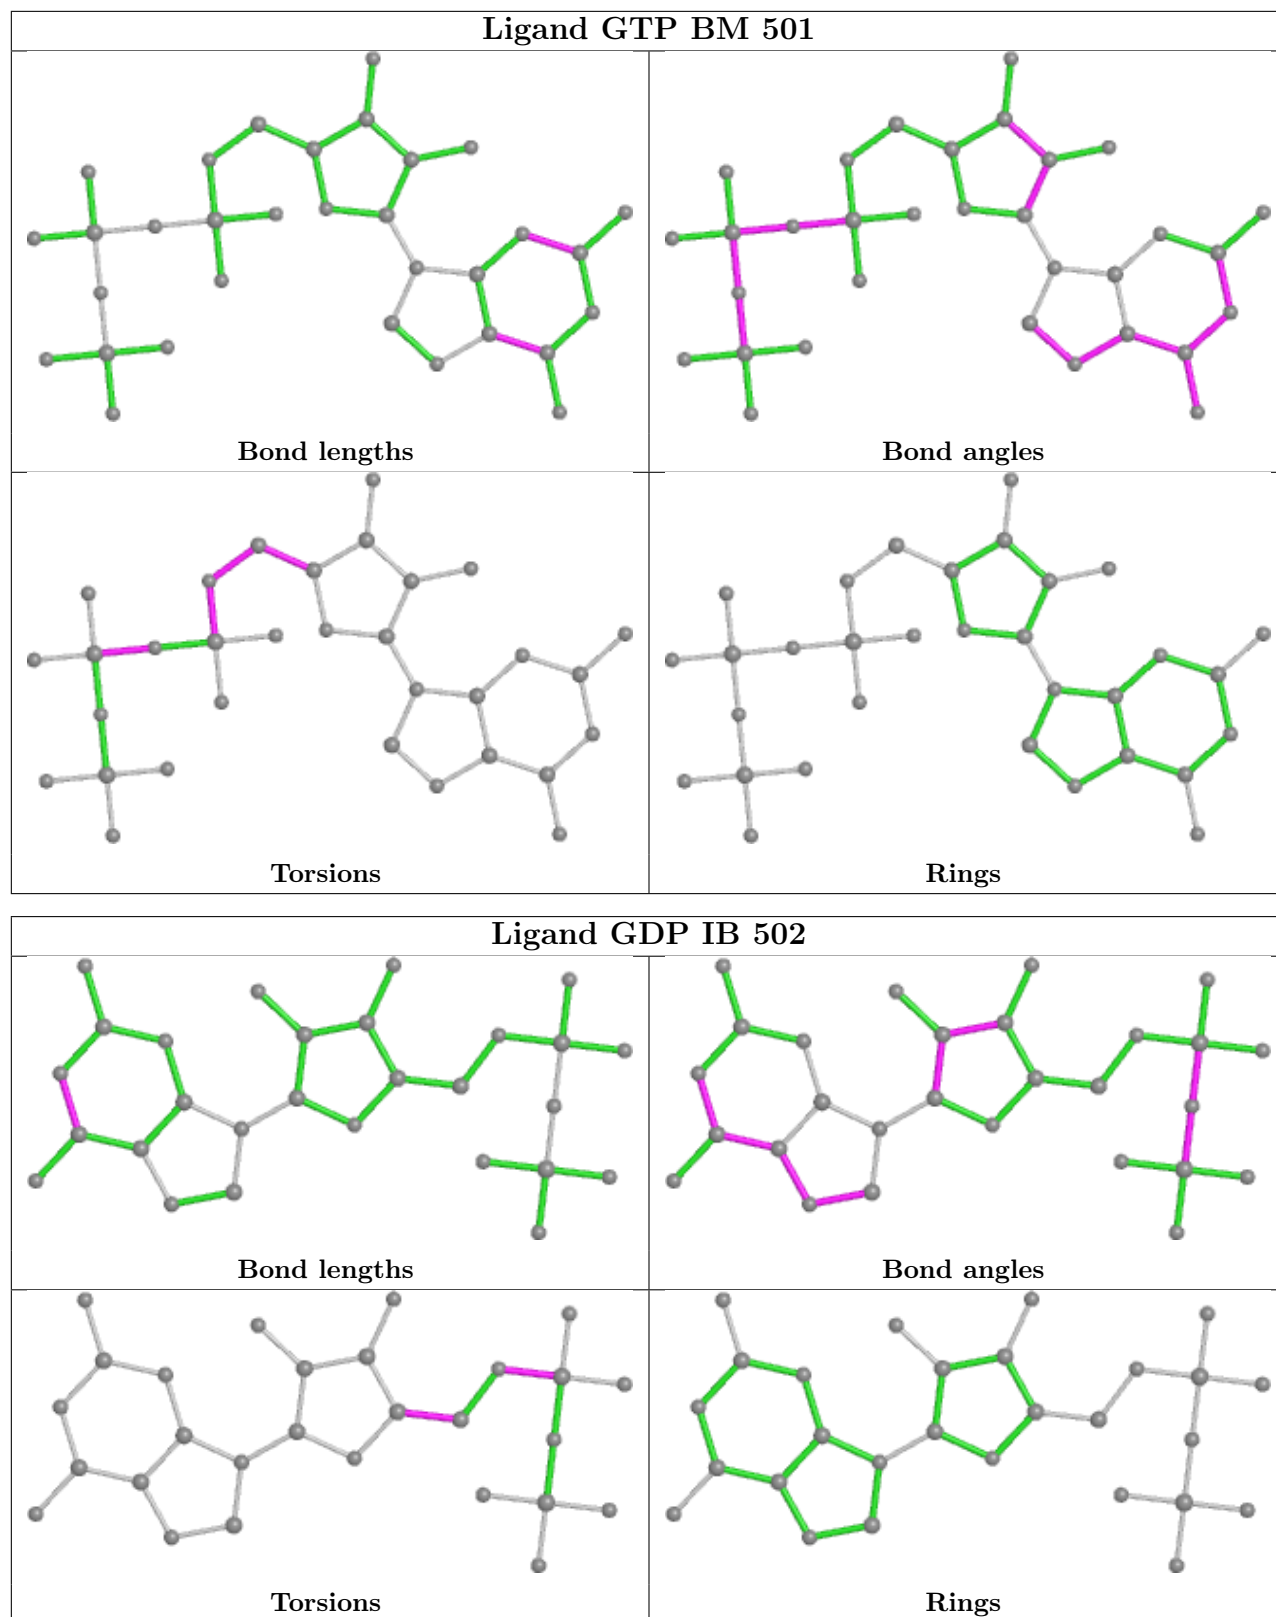 Ligand GTP BM 501
Bond lengths
Bond angles
Torsions
Rings
Ligand GDP IB 502
Bond lengths
Bond angles
Torsions
Rings